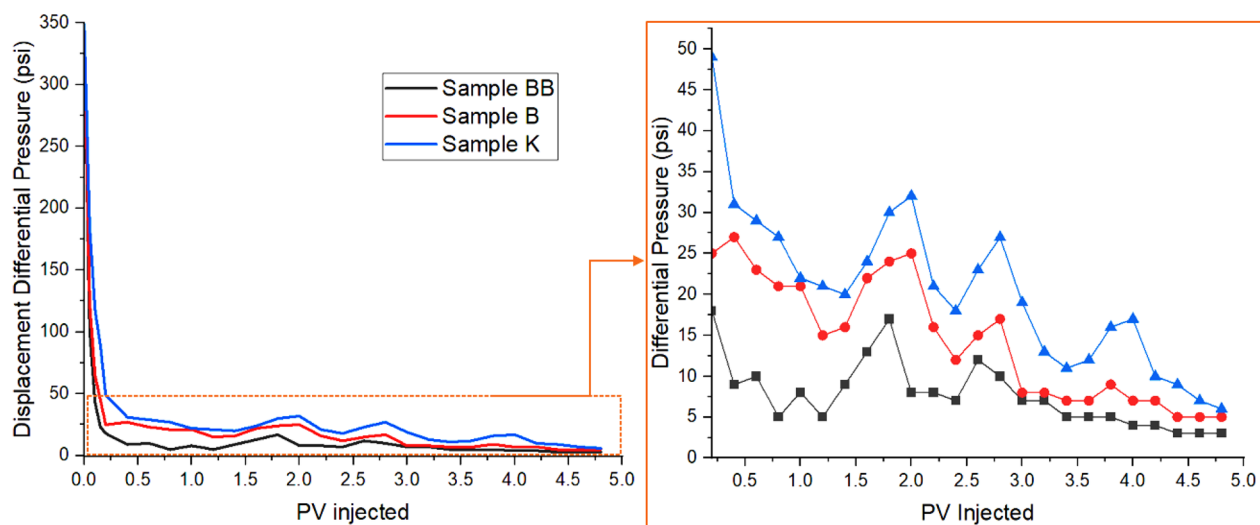 Displacement Differential Pressure (psi)
350
300
250
200
150
100
50
0
0.0 0.5 1.0 1.5 2.0 2.5 3.0 3.5 4.0 4.5 5.0
PV injected
Sample BB
Sample B
Sample K
Differential Pressure (psi)
50
45
40
35
30
25
20
15
10
5
0
0.5 1.0 1.5 2.0 2.5 3.0 3.5 4.0 4.5 5.0
PV Injected